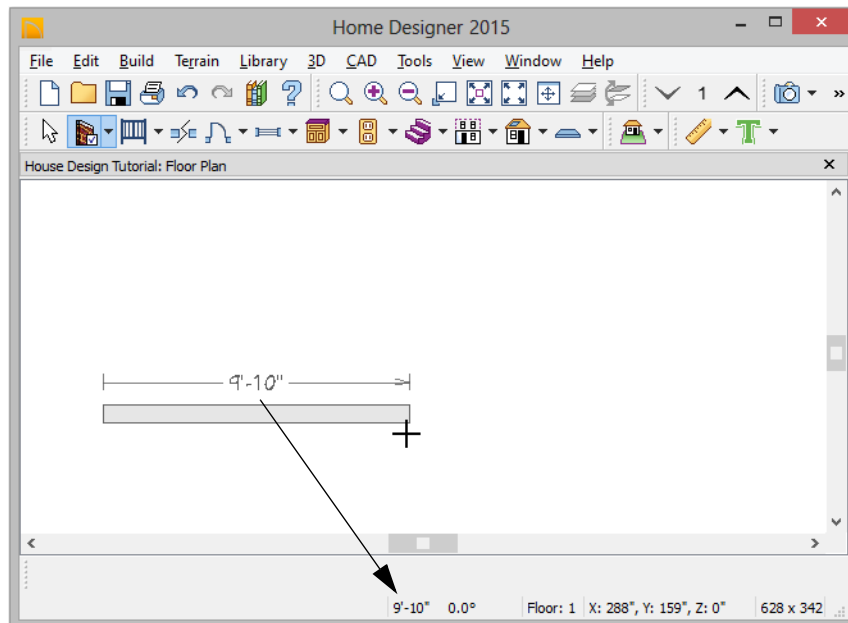 Home Designer 2015
File Edit Build Terrain Library 3D CAD Tools View Window Help
1
House Design Tutorial: Floor Plan
9'-10"
9'-10" 0.0° Floor: 1 X: 288", Y: 159", Z: 0" 628 x 342